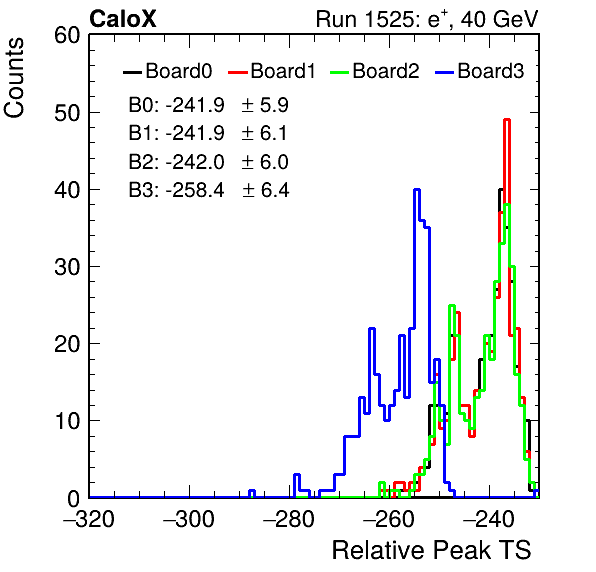 CaloX Run 1525: e⁺, 40 GeV
Counts
60
50
40
30
20
10
0
Board0 Board1 Board2 Board3
B0: -241.9 ± 5.9
B1: -241.9 ± 6.1
B2: -242.0 ± 6.0
B3: -258.4 ± 6.4
−320 −300 −280 −260 −240
Relative Peak TS